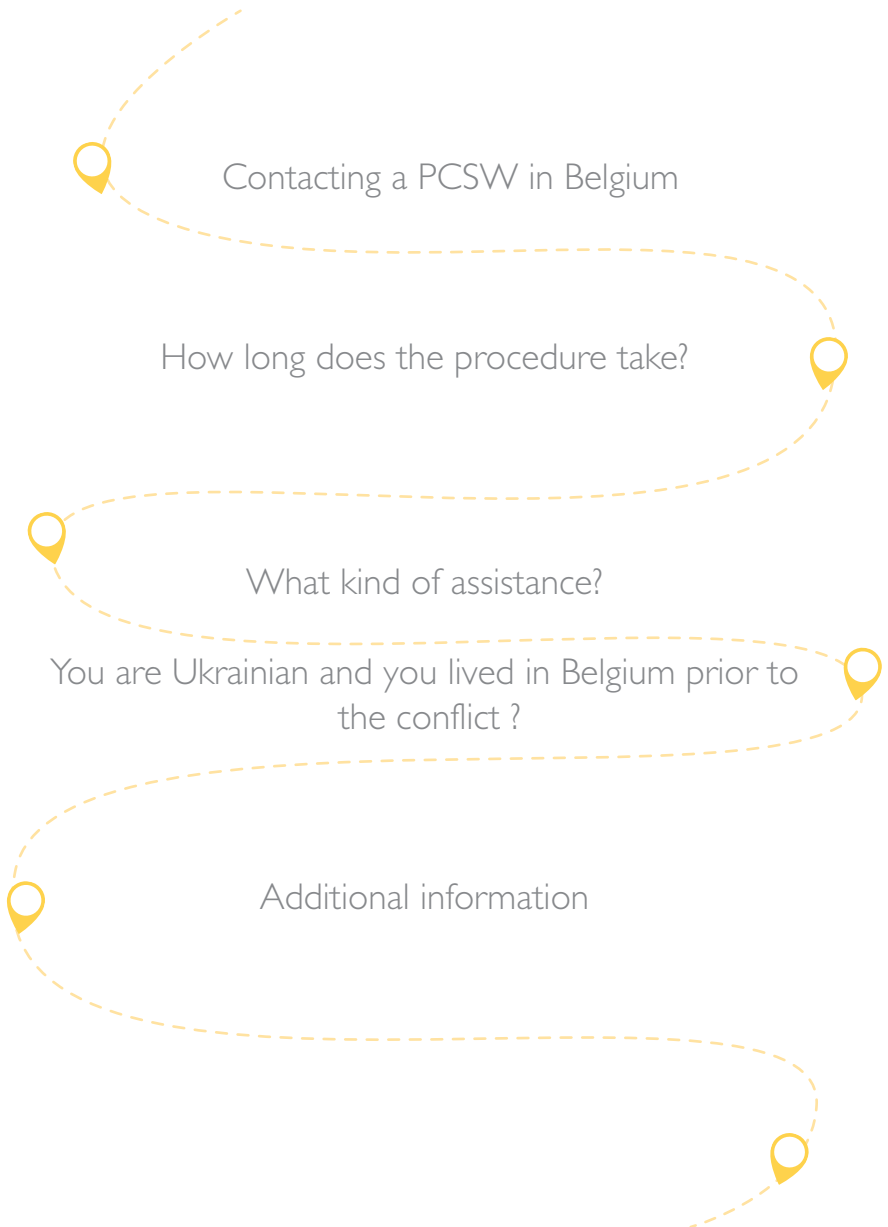 Contacting a PCSW in Belgium
How long does the procedure take?
What kind of assistance?
You are Ukrainian and you lived in Belgium prior to
the conflict ?
Additional information